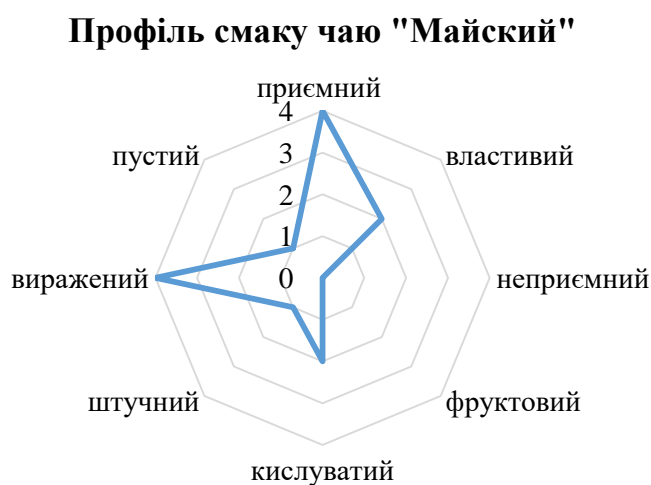 Профіль смаку чаю "Майский"
приємний
4
пустий
властивий
3
2
1
виражений
0
неприємний
штучний
фруктовий
кислуватий